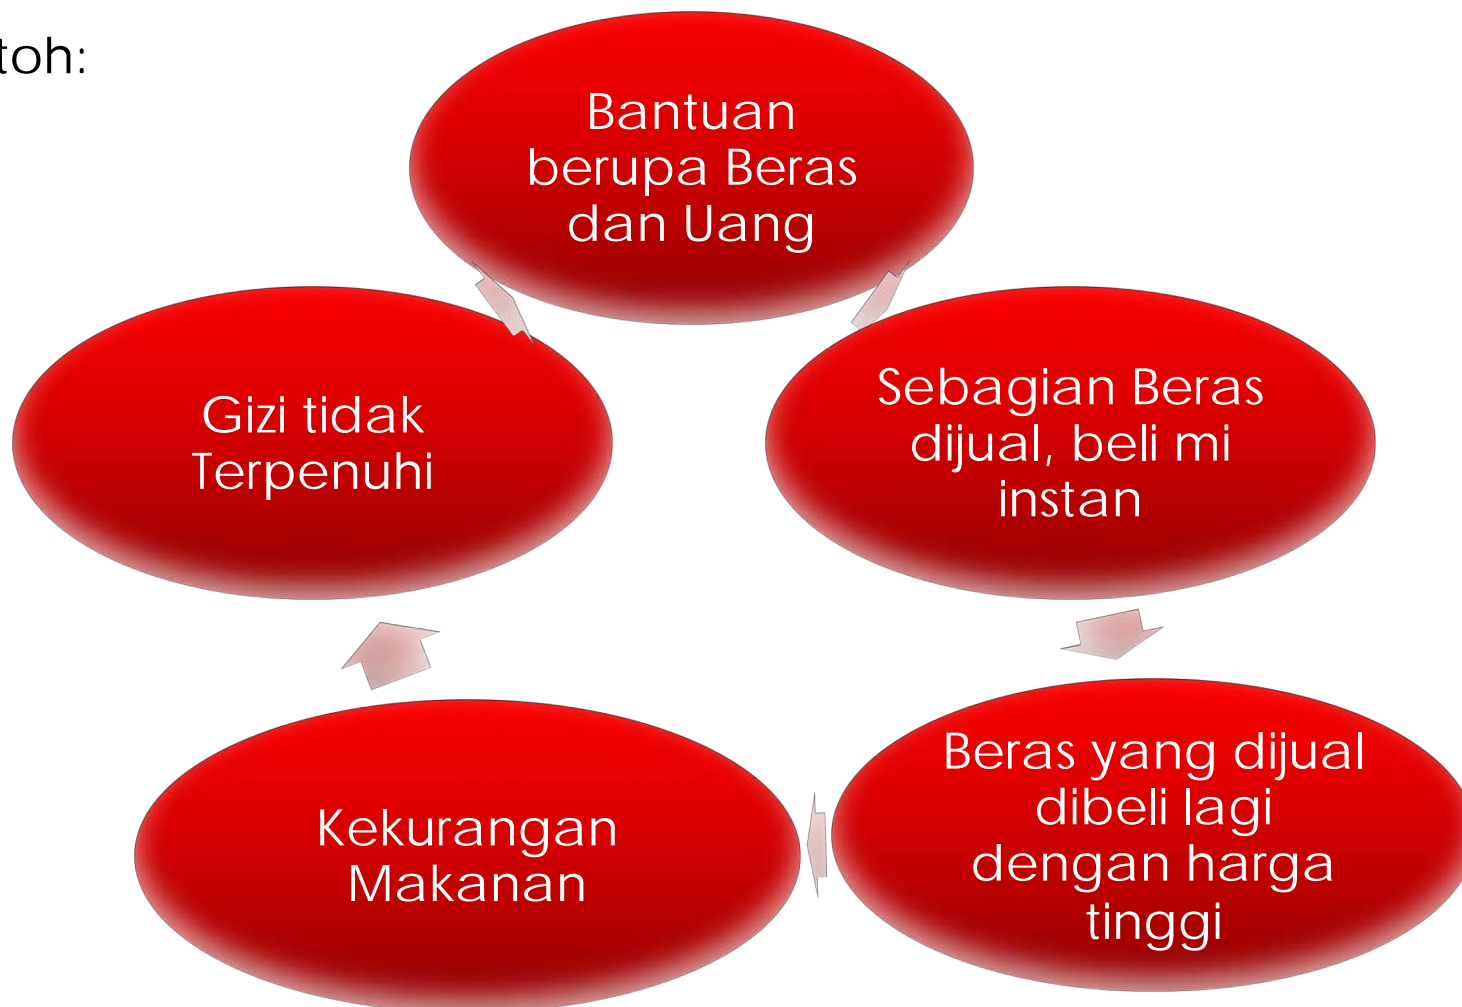 toh:
Bantuan
berupa Beras
dan Uang
Sebagian Beras
dijual, beli mi
instan
Beras yang dijual
dibeli lagi
dengan harga
tinggi
Kekurangan
Makanan
Gizi tidak
Terpenuhi